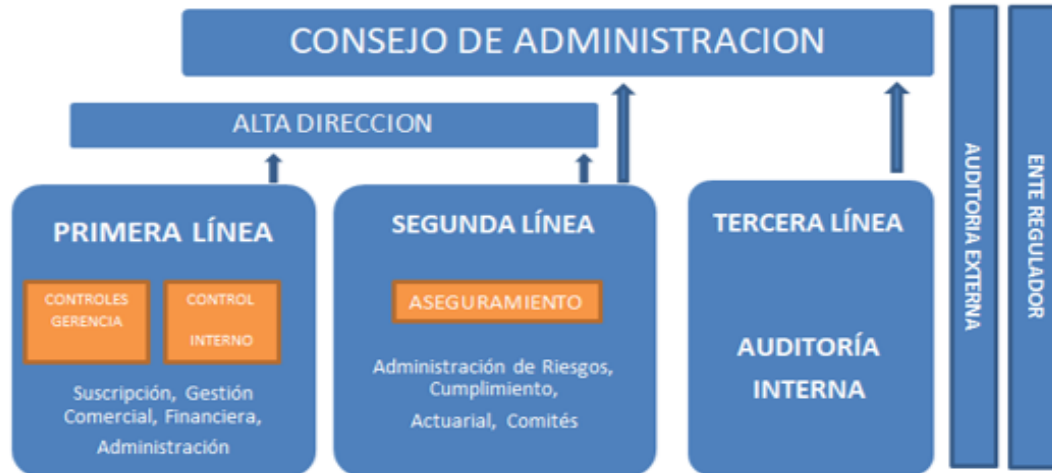 CONSEJO DE ADMINISTRACION
ALTA DIRECCION
PRIMERA LÍNEA
CONTROLES
GERENCIA
CONTROL
INTERNO
Suscripción, Gestión
Comercial, Financiera,
Administración
SEGUNDA LÍNEA
ASEGURAMIENTO
Administración de Riesgos,
Cumplimiento,
Actuarial, Comités
TERCERA LÍNEA
AUDITORÍA
INTERNA
AUDITORIA EXTERNA
ENTE REGULADOR